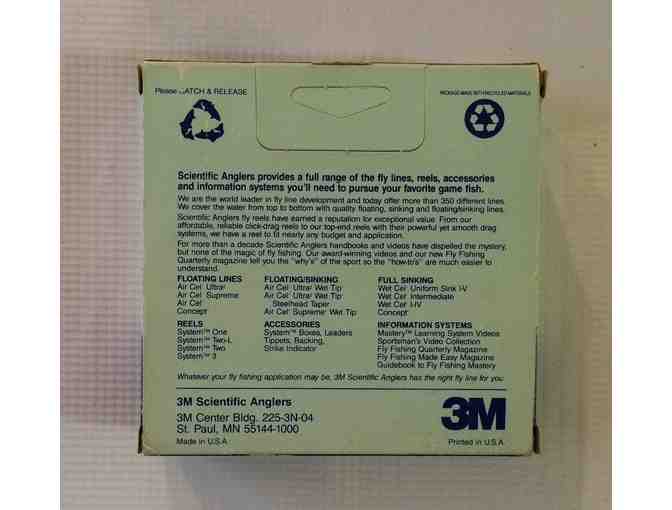 Please CATCH & RELEASE
PACKAGE MADE WITH RECYCLED MATERIALS
Scientific Anglers provides a full range of the fly lines, reels, accessories
and information systems you'll need to pursue your favorite game fish.
We are the world leader in fly line development and today offer more than 350 different lines.
We cover the water from top to bottom with quality floating, sinking and floating/sinking lines.
Scientific Anglers fly reels have earned a reputation for exceptional value. From our
affordable, reliable click-drag reels to our top-end reels with their powerful yet smooth drag
systems, we have a reel to fit nearly any budget and application.
For more than a decade Scientific Anglers handbooks and videos have dispelled the mystery,
but none of the magic of fly fishing. Our award-winning videos and our new Fly Fishing
Quarterly magazine tell you the "why's" of the sport so the "how-to's" are much easier to
understand.
FLOATING LINES
Air Cel Ultra
Air Cel Supreme
Air Cel
Concept
FLOATING/SINKING
Air Cel Ultra Wet Tip
Air Cel Ultra Wet Tip
Steelhead Taper
Air Cel Supreme Wet Tip
FULL SINKING
Wet Cel Uniform Sink I-V
Wet Cel Intermediate
Wet Cel I-IV
Concept
REELS
System™ One
System™ Two-L
System™ Two
System™ 3
ACCESSORIES
System™ Boxes, Leaders
Tippets, Backing,
Strike Indicator
INFORMATION SYSTEMS
Mastery™ Learning System Videos
Sportsman's Video Collection
Fly Fishing Quarterly Magazine
Fly Fishing Made Easy Magazine
Guidebook to Fly Fishing Mastery
Whatever your fly fishing application may be, 3M Scientific Anglers has the right fly line for you.
3M Scientific Anglers
3M Center Bldg. 225-3N-04
St. Paul, MN 55144-1000
Made in U.S.A
3M
Printed in U.S.A